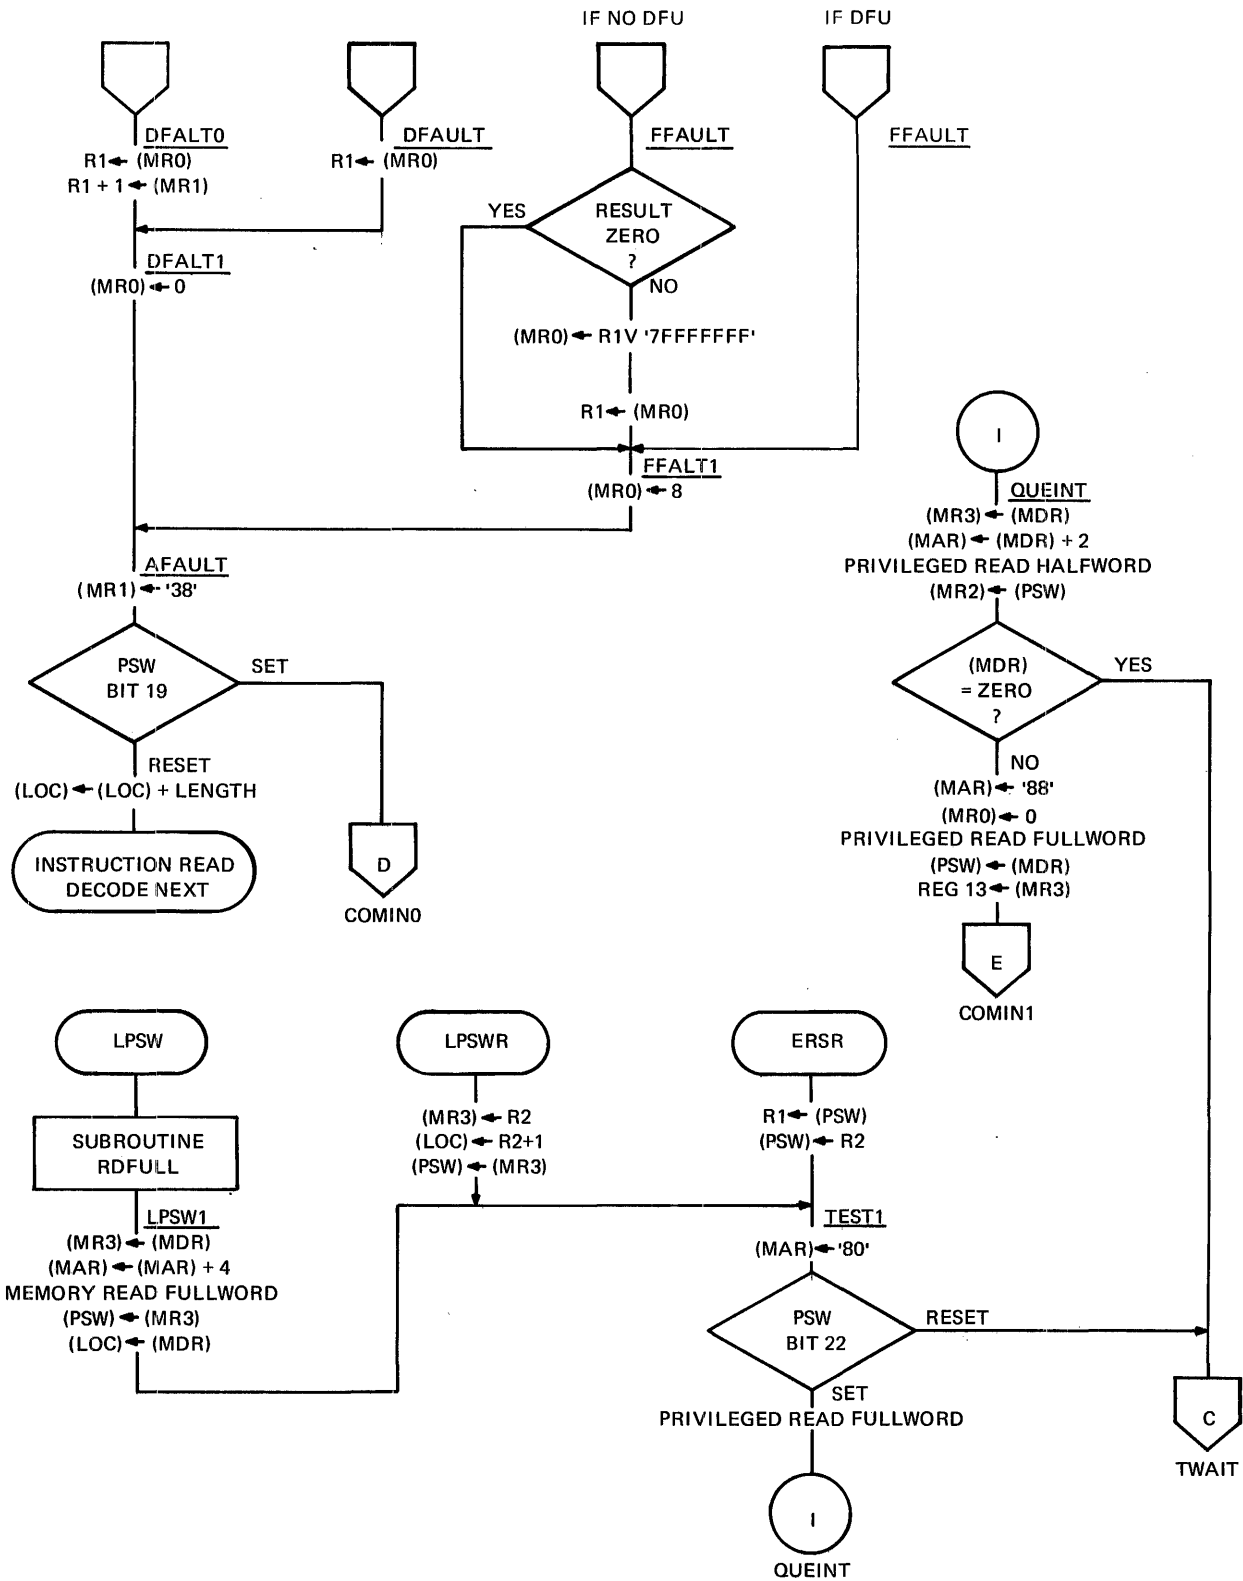 IF NO DFU
IF DFU
DFALT0
R1← (MR0)
R1 + 1← (MR1)
DFAULT
R1← (MR0)
FFAULT
FFAULT
YES
RESULT
ZERO
?
NO
DFALT1
(MR0)← 0
(MR0)← R1V '7FFFFFFF'
R1← (MR0)
FFALT1
(MR0)← 8
AFAULT
(MR1)← '38'
PSW
BIT 19
SET
RESET
(LOC)←(LOC) + LENGTH
INSTRUCTION READ
DECODE NEXT
D
COMIN0
I
QUEINT
(MR3)← (MDR)
(MAR)← (MDR) + 2
PRIVILEGED READ HALFWORD
(MR2)← (PSW)
(MDR)
= ZERO
?
YES
NO
(MAR)← '88'
(MR0)← 0
PRIVILEGED READ FULLWORD
(PSW)← (MDR)
REG 13← (MR3)
E
COMIN1
LPSW
SUBROUTINE
RDFULL
LPSW1
(MR3)← (MDR)
(MAR)←(MAR) + 4
MEMORY READ FULLWORD
(PSW)← (MR3)
(LOC)← (MDR)
LPSWR
(MR3)← R2
(LOC)← R2+1
(PSW)← (MR3)
ERSR
R1← (PSW)
(PSW)← R2
TEST1
(MAR)←'80'
PSW
BIT 22
RESET
SET
PRIVILEGED READ FULLWORD
I
QUEINT
C
TWAIT